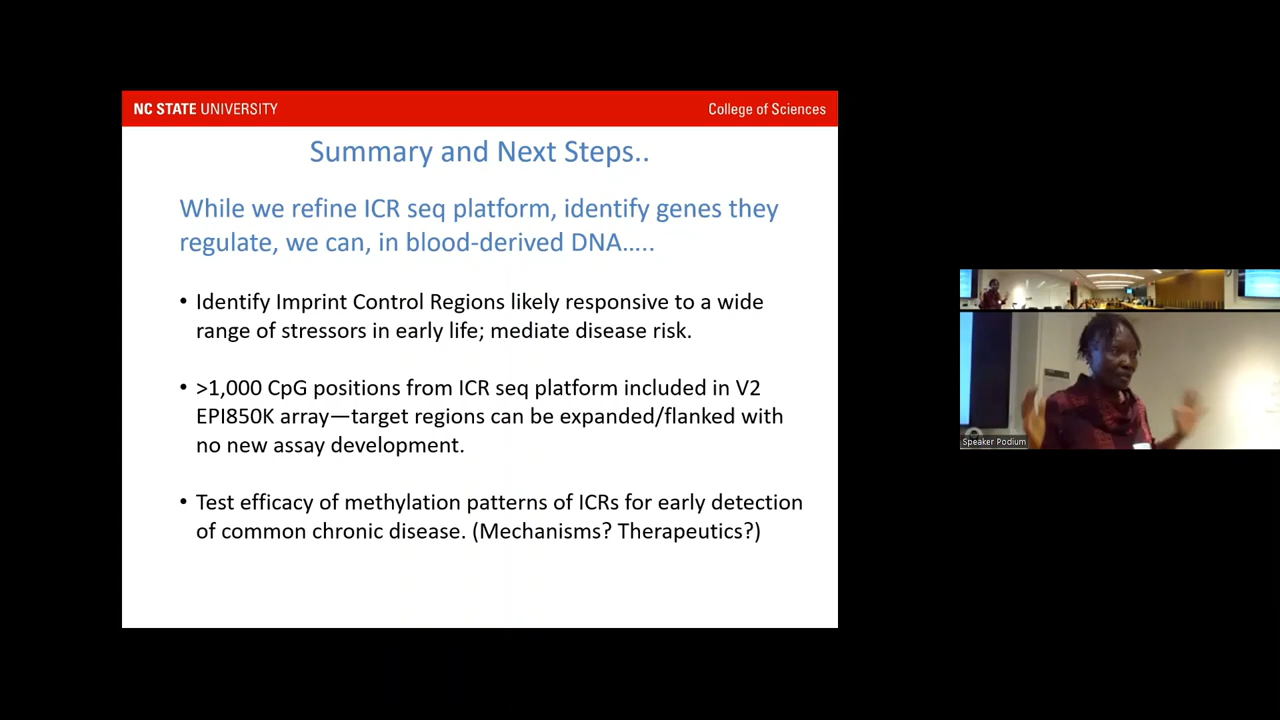 NC STATE UNIVERSITY
College of Sciences
Summary and Next Steps..
While we refine ICR seq platform, identify genes they
regulate, we can, in blood-derived DNA…..
• Identify Imprint Control Regions likely responsive to a wide
range of stressors in early life; mediate disease risk.
• >1,000 CpG positions from ICR seq platform included in V2
EPI850K array—target regions can be expanded/flanked with
no new assay development.
• Test efficacy of methylation patterns of ICRs for early detection
of common chronic disease. (Mechanisms? Therapeutics?)
Speaker Podium